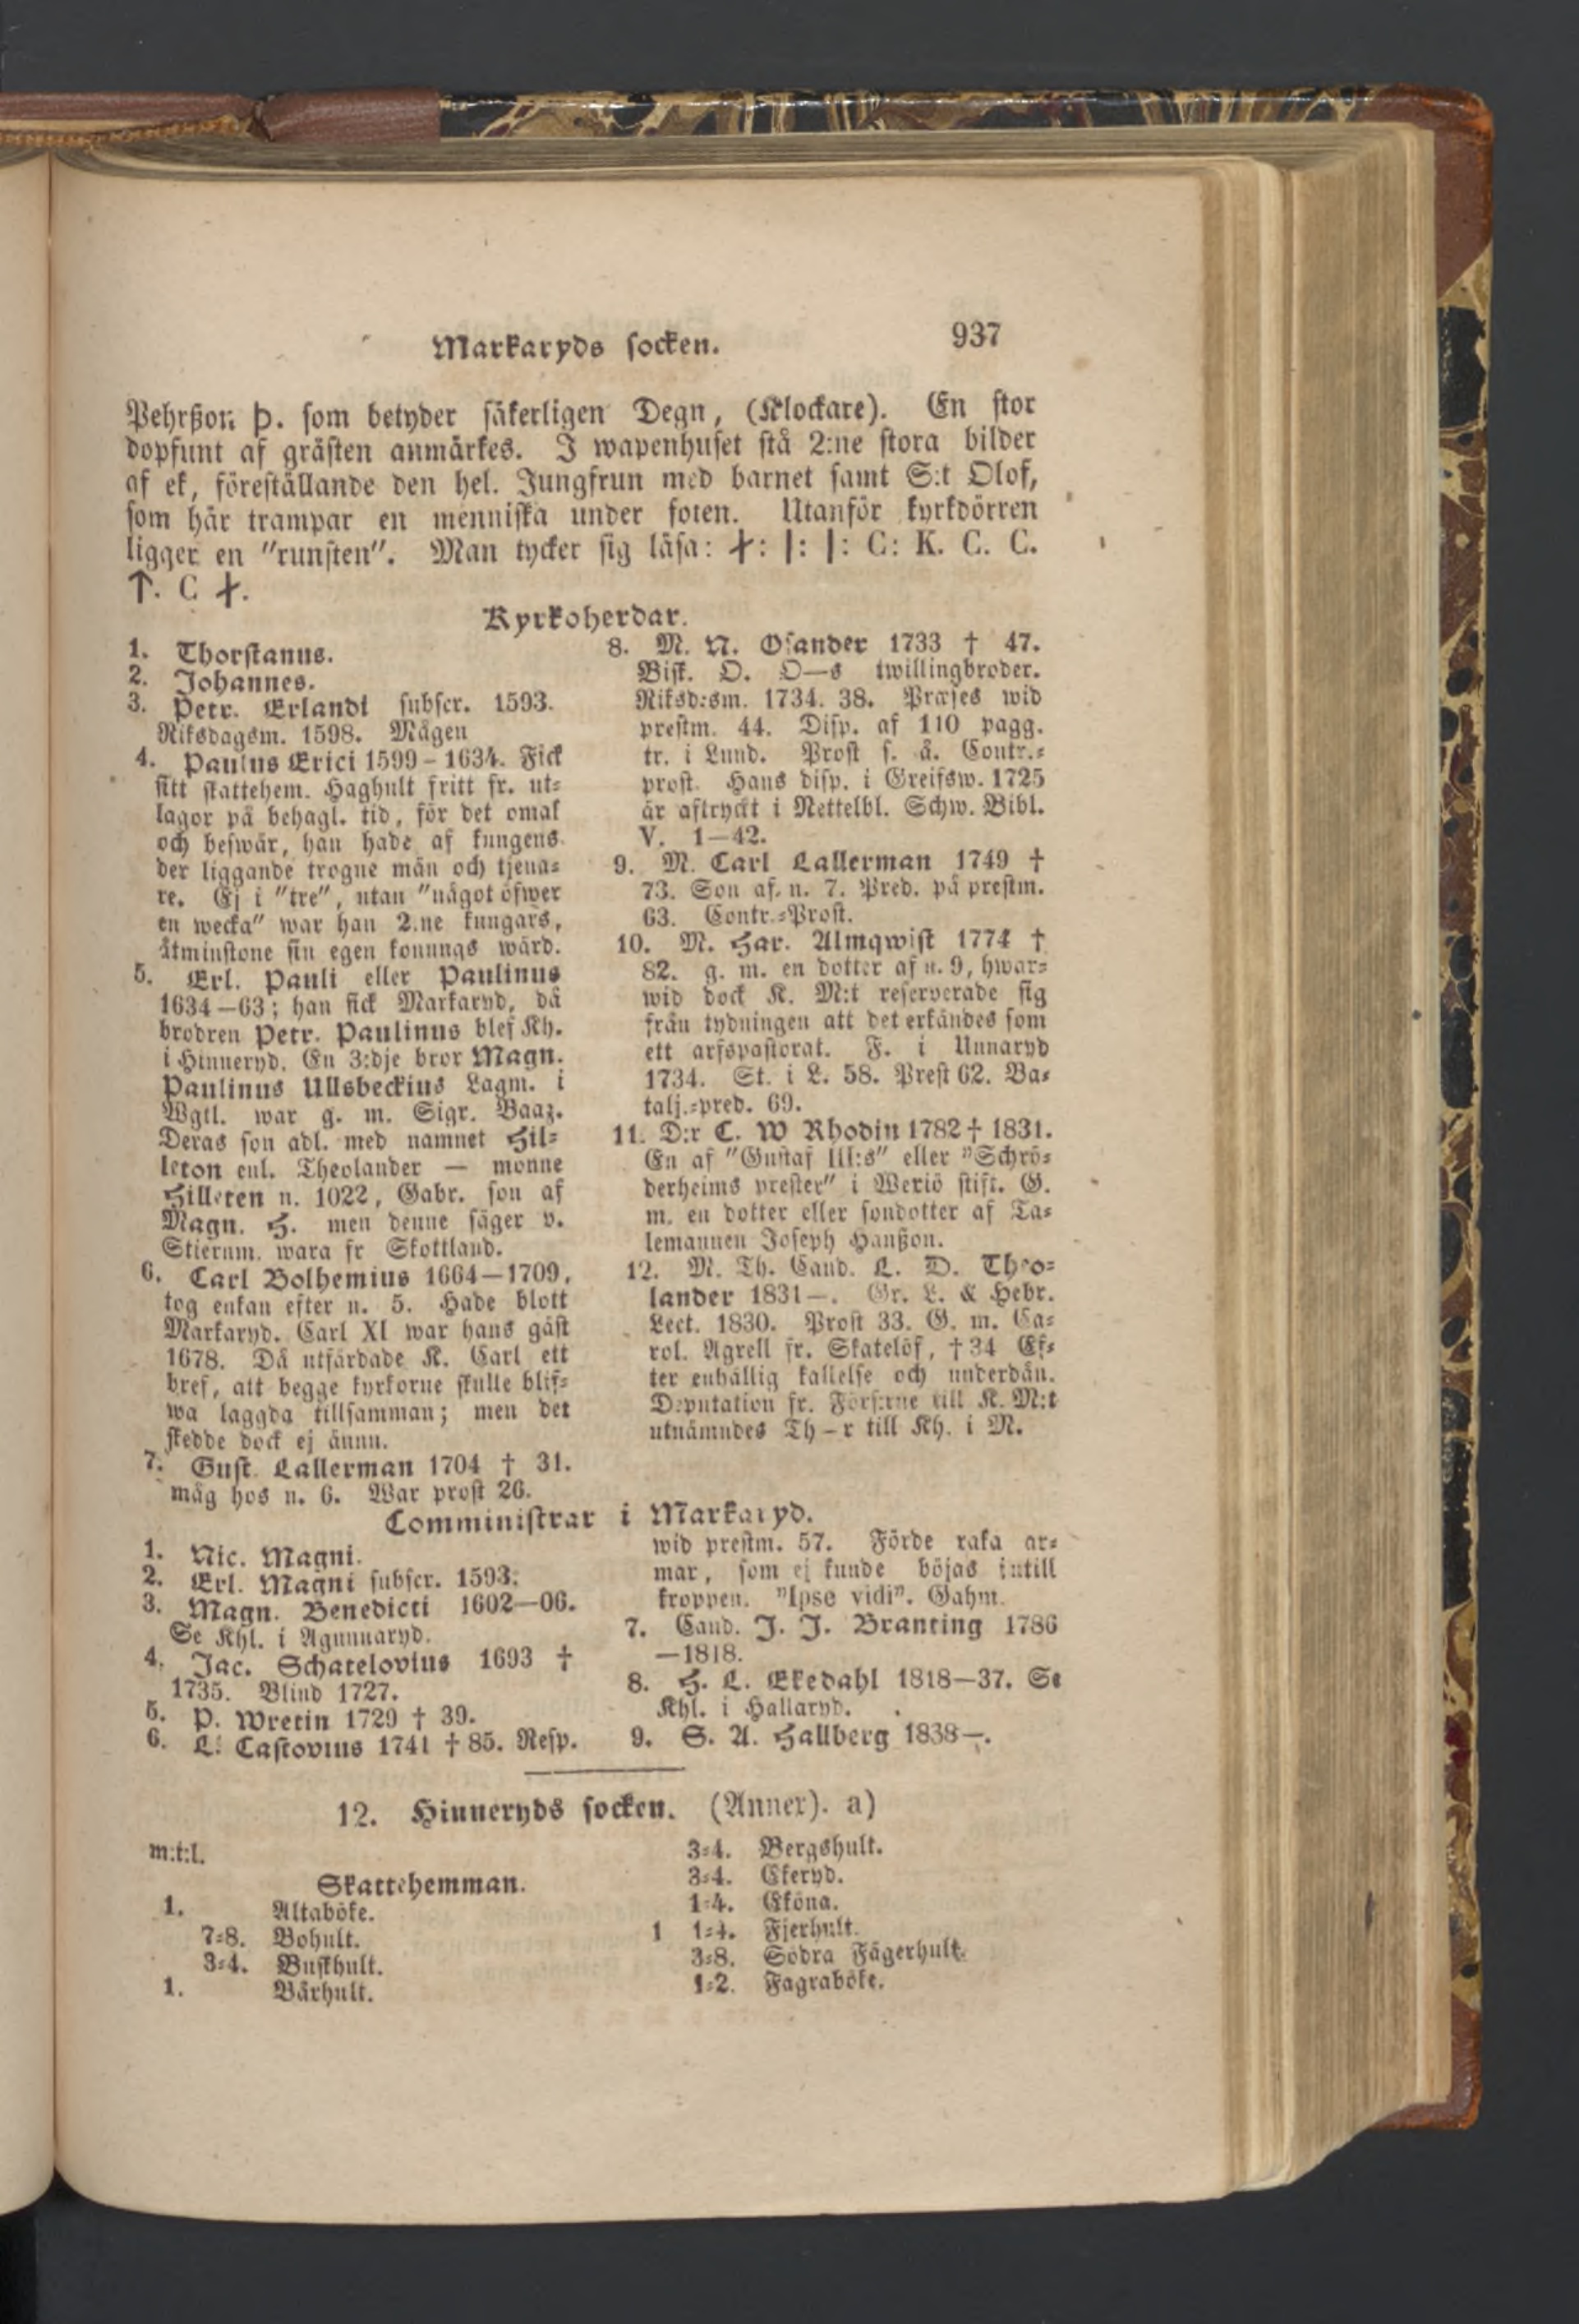 Markaryds socken.
937
Pehrßon Þ. som betyder säkerligen Degn, (Klockare). En stor
dopfunt af gråsten anmärkes. I wapenhuset stå 2:ne stora bilder
af ek, föreställande den hel. Jungfrun med barnet samt S:t Olof,
som här trampar en menniska under foten. Utanför kyrkdörren
ligger en "runsten". Man tycker sig läsa: ᚾ: |: |: C: K. C. C.
ᛏ. C ᚾ.
Kyrkoherdar.
1. Thorstanus.
2. Johannes.
3. Petr. Erlandi subscr. 1593.
Riksdagsm. 1598. Mågen
4. Paulus Erici 1599–1634. Fick
sitt skattehem. Haghult fritt fr. ut-
lagor på behagl. tid, för det omak
och beswär, han hade af kungens
der liggande trogne män och tjena-
re. Ej i "tre", utan "något öfwer
en wecka" war han 2:ne kungars,
åtminstone sin egen konungs wärd.
5. Erl. Pauli eller Paulinus
1634–63; han fick Markaryd, då
brodren Petr. Paulinus blef Kh.
i Hinneryd. En 3:dje bror Magn.
Paulinus Ullsbeckius Lagm. i
Wgtl. war g. m. Sigr. Baaz.
Deras son adl. med namnet Hil-
leton enl. Theolander — monne
Hilleten n. 1022, Gabr. son af
Magn. H. men denne säger v.
Stiernm. wara fr Skottland.
6. Carl Bolhemius 1664–1709,
tog enkan efter n. 5. Hade blott
Markaryd. Carl XI war hans gäst
1678. Då utfärdade K. Carl ett
bref, att begge kyrkorne skulle blif-
wa laggda tillsamman; men det
skedde dock ej ännu.
7. Gust. Lallerman 1704 † 31.
måg hos n. 6. War prost 26.
8. M. N. Osander 1733 † 47.
Bisk. O. O—s twillingbroder.
Riksd:sm. 1734. 38. Præses wid
prestm. 44. Disp. af 110 pagg.
tr. i Lund. Prost s. å. Contr.-
prost. Hans disp. i Greifsw. 1725
är aftryckt i Nettelbl. Schw. Bibl.
V. 1–42.
9. M. Carl Lallerman 1749 †
73. Son af. n. 7. Pred. på prestm.
63. Contr.-Prost.
10. M. Har. Almqwist 1774 †
82. g. m. en dotter af n. 9, hwar-
wid dock K. M:t reserverade sig
från tydningen att det erkändes som
ett arfspastorat. F. i Unnaryd
1734. St. i L. 58. Prest 62. Ba-
talj.-pred. 69.
11. D:r C. W Rhodin 1782 † 1831.
En af "Gustaf III:s" eller "Schrö-
derheims prester" i Weriö stift. G.
m. en dotter eller sondotter af Ta-
lemannen Joseph Hanßon.
12. M. Th. Cand. L. D. Theo-
lander 1831—. Gr. L. & Hebr.
Lect. 1830. Prost 33. G. m. Ca-
rol. Agrell fr. Skatelöf, † 34 Ef-
ter enhällig kallelse och underdån.
Deputation fr. Förs:rne till K. M:t
utnämndes Th–r till Kh. i M.
Comministrar i Markaryd.
1. Nic. Magni.
2. Erl. Magni subscr. 1593.
3. Magn. Benedicti 1602–06.
Se Khl. i Agunnaryd.
4. Jac. Schatelovius 1693 †
1735. Blind 1727.
5. P. Wretin 1729 † 39.
6. L. Castovius 1741 † 85. Resp.
wid prestm. 57. Förde raka ar-
mar, som ej kunde böjas intill
kroppen. "Ipse vidi". Gahm.
7. Cand. J. J. Branting 1786
–1818.
8. H. L. Ekedahl 1818–37. Se
Khl. i Hallaryd.
9. S. A. Hallberg 1838–.
12. Hinneryds socken. (Anner). a)
m:t:l.
Skattehemman.
1. Altaböke.
7-8. Bohult.
3-4. Buskhult.
1. Bårhult.
3-4. Bergshult.
3-4. Ekeryd.
1-4. Eköna.
1 1-4. Fjerhult.
3-8. Södra Fägerhult.
1-2. Fagraböke.